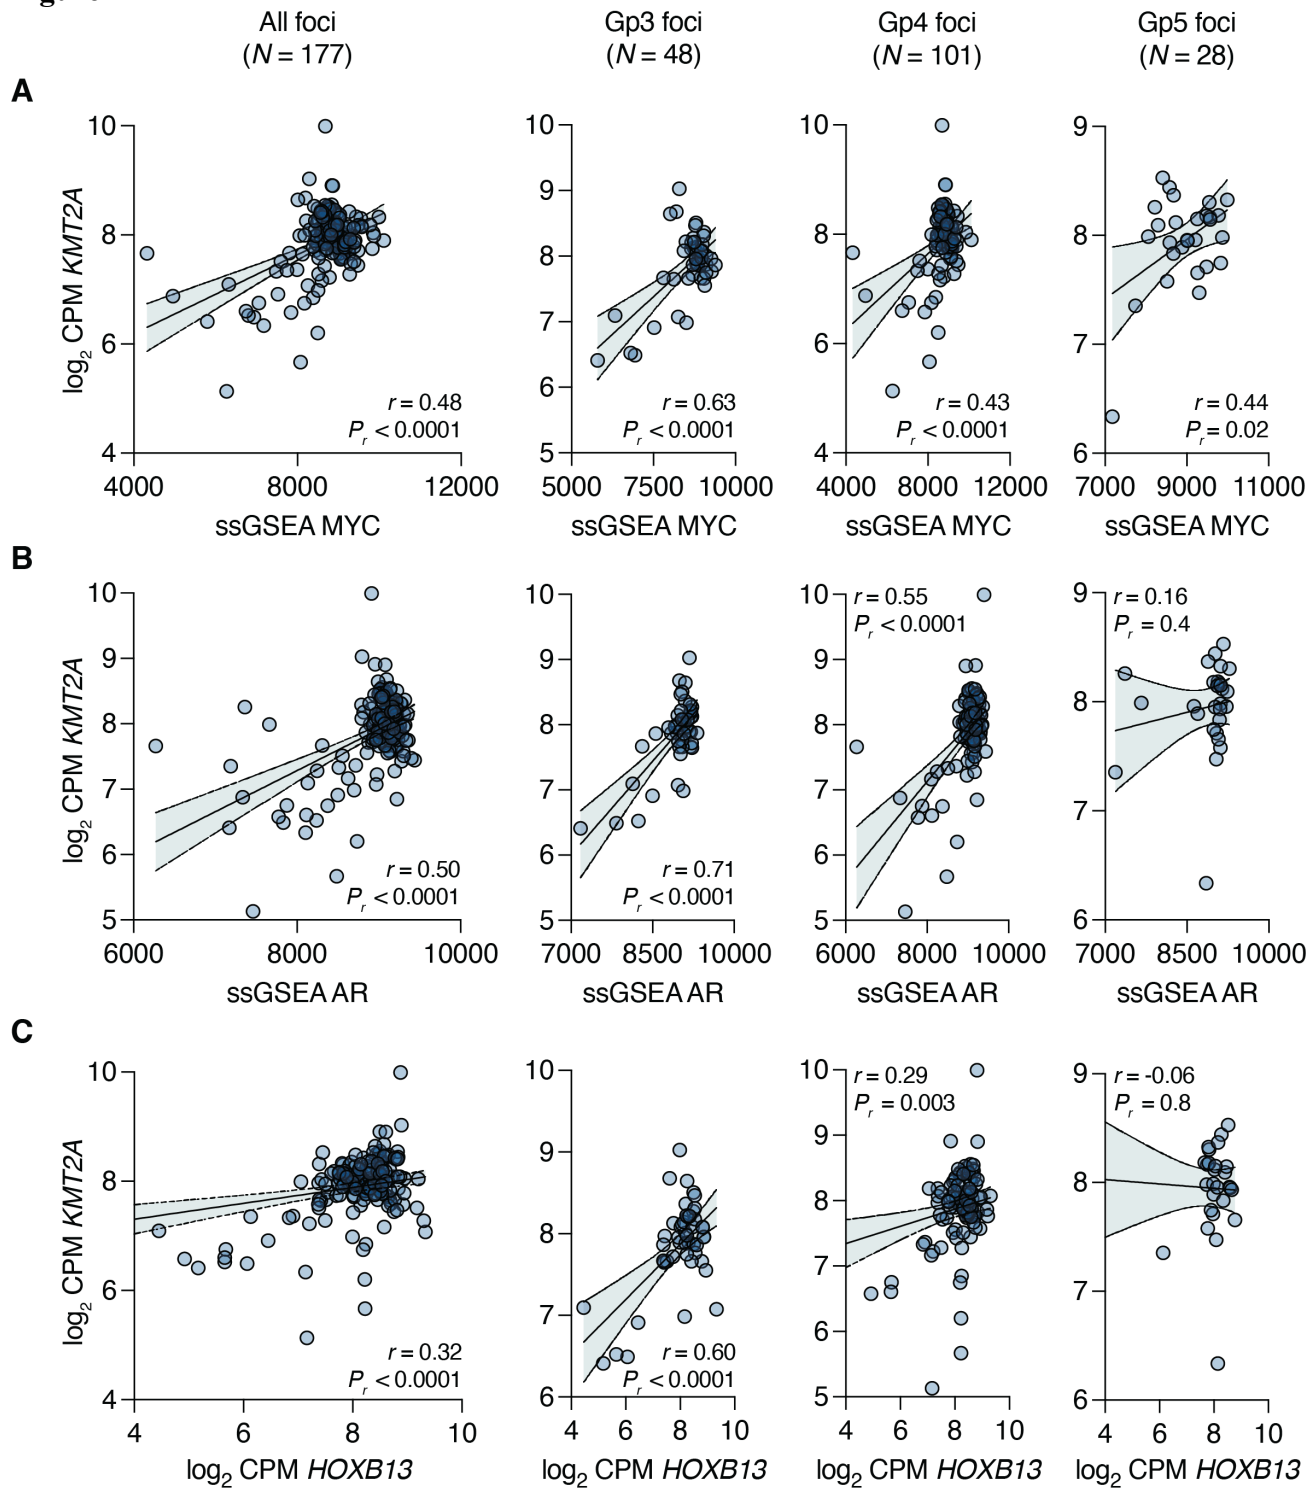 All foci
(N = 177)
Gp3 foci
(N = 48)
Gp4 foci
(N = 101)
Gp5 foci
(N = 28)
A
log2 CPM KMT2A
10
8
6
4
4000 8000 12000
ssGSEA MYC
r = 0.48
Pr < 0.0001
10
9
8
7
6
5
5000 7500 10000
ssGSEA MYC
r = 0.63
Pr < 0.0001
10
8
6
4
4000 8000 12000
ssGSEA MYC
r = 0.43
Pr < 0.0001
9
8
7
6
7000 9000 11000
ssGSEA MYC
r = 0.44
Pr = 0.02
B
log2 CPM KMT2A
10
9
8
7
6
5
6000 8000 10000
ssGSEA AR
r = 0.50
Pr < 0.0001
10
9
8
7
6
5
7000 8500 10000
ssGSEA AR
r = 0.71
Pr < 0.0001
10
9
8
7
6
5
6000 8000 10000
ssGSEA AR
r = 0.55
Pr < 0.0001
9
8
7
6
7000 8500 10000
ssGSEA AR
r = 0.16
Pr = 0.4
C
log2 CPM KMT2A
10
8
6
4
4 6 8 10
log2 CPM HOXB13
r = 0.32
Pr < 0.0001
10
9
8
7
6
4 6 8 10
log2 CPM HOXB13
r = 0.60
Pr < 0.0001
10
9
8
7
6
5
4 6 8 10
log2 CPM HOXB13
r = 0.29
Pr = 0.003
9
8
7
6
4 6 8 10
log2 CPM HOXB13
r = -0.06
Pr = 0.8